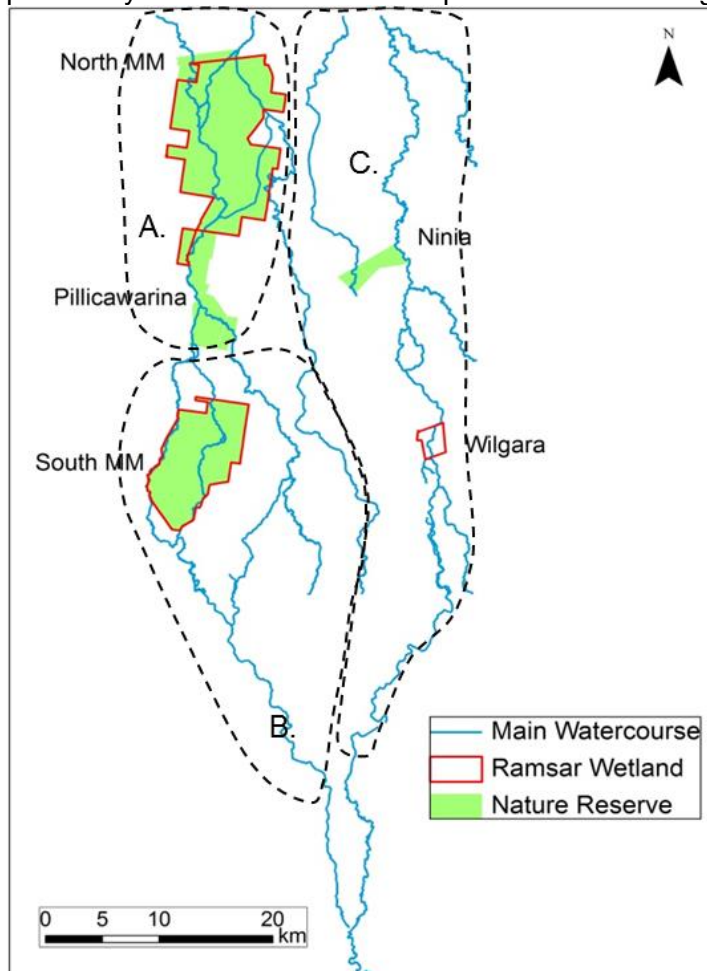 North MM
N
C.
A.
Ninia
Pillicawarina
South MM
Wilgara
B.
Main Watercourse
Ramsar Wetland
Nature Reserve
0 5 10 20
km